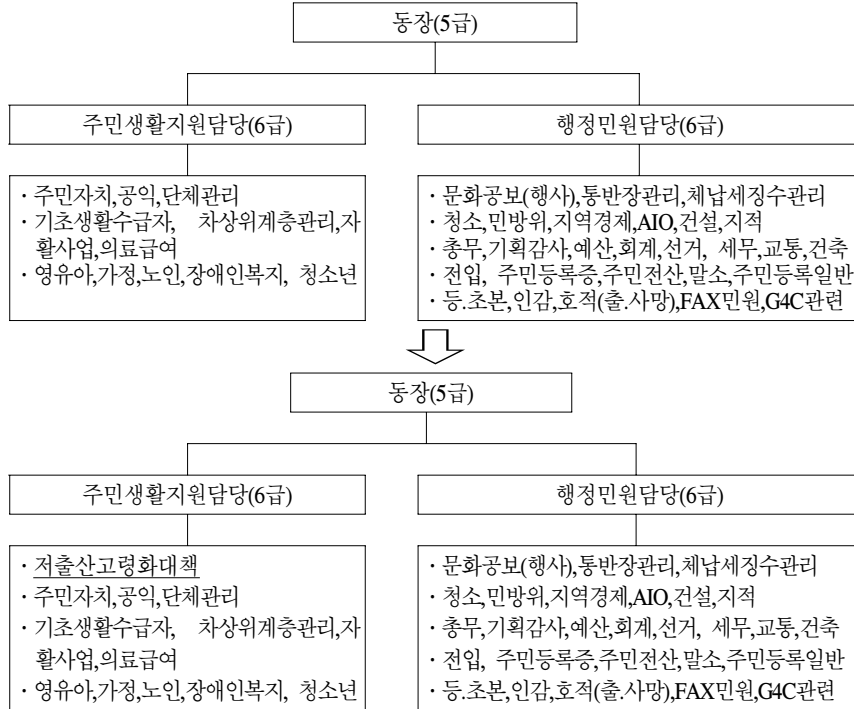 동장(5급)
주민생활지원담당(6급)
행정민원담당(6급)
· 주민자치,공익,단체관리
· 기초생활수급자, 차상위계층관리,자
활사업,의료급여
· 영유아,가정,노인,장애인복지, 청소년
· 문화공보(행사),통반장관리,체납세징수관리
· 청소,민방위,지역경제,AIO,건설,지적
· 총무,기획감사,예산,회계,선거, 세무,교통,건축
· 전입, 주민등록증,주민전산,말소,주민등록일반
· 등.초본,인감,호적(출.사망),FAX민원,G4C관련
동장(5급)
주민생활지원담당(6급)
행정민원담당(6급)
· 저출산고령화대책
· 주민자치,공익,단체관리
· 기초생활수급자, 차상위계층관리,자
활사업,의료급여
· 영유아,가정,노인,장애인복지, 청소년
· 문화공보(행사),통반장관리,체납세징수관리
· 청소,민방위,지역경제,AIO,건설,지적
· 총무,기획감사,예산,회계,선거, 세무,교통,건축
· 전입, 주민등록증,주민전산,말소,주민등록일반
· 등.초본,인감,호적(출.사망),FAX민원,G4C관련